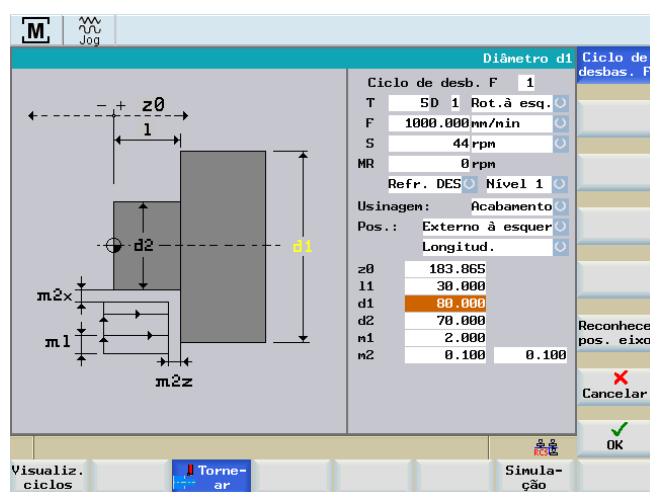 M
Jog
Diâmetro d1
Ciclo de desbas. F
z0
- +
l
d2
d1
m2x
m1
m2z
Ciclo de desb. F 1
T 5 D 1 Rot.à esq.
F 1000.000 mm/min
S 44 rpm
MR 0 rpm
Refr. DES Nível 1
Usinagem: Acabamento
Pos.: Externo à esquer
Longitud.
z0 183.865
l1 30.000
d1 80.000
d2 70.000
m1 2.000
m2 0.100 0.100
Reconhece pos. eixo
Cancelar
OK
RCS
Visualiz. ciclos
Torne-ar
Simula-ção